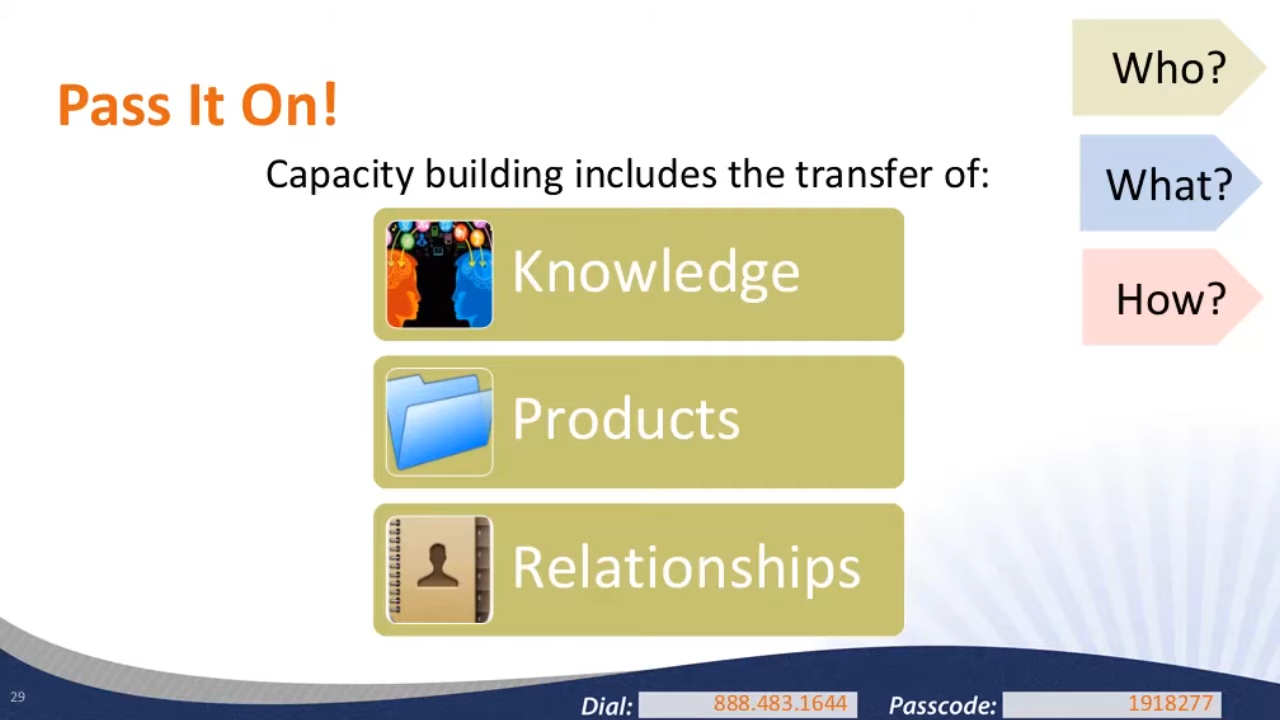 Pass It On!
Capacity building includes the transfer of:
Knowledge
Products
Relationships
Who?
What?
How?
29
Dial: 888.483.1644 Passcode: 1918277